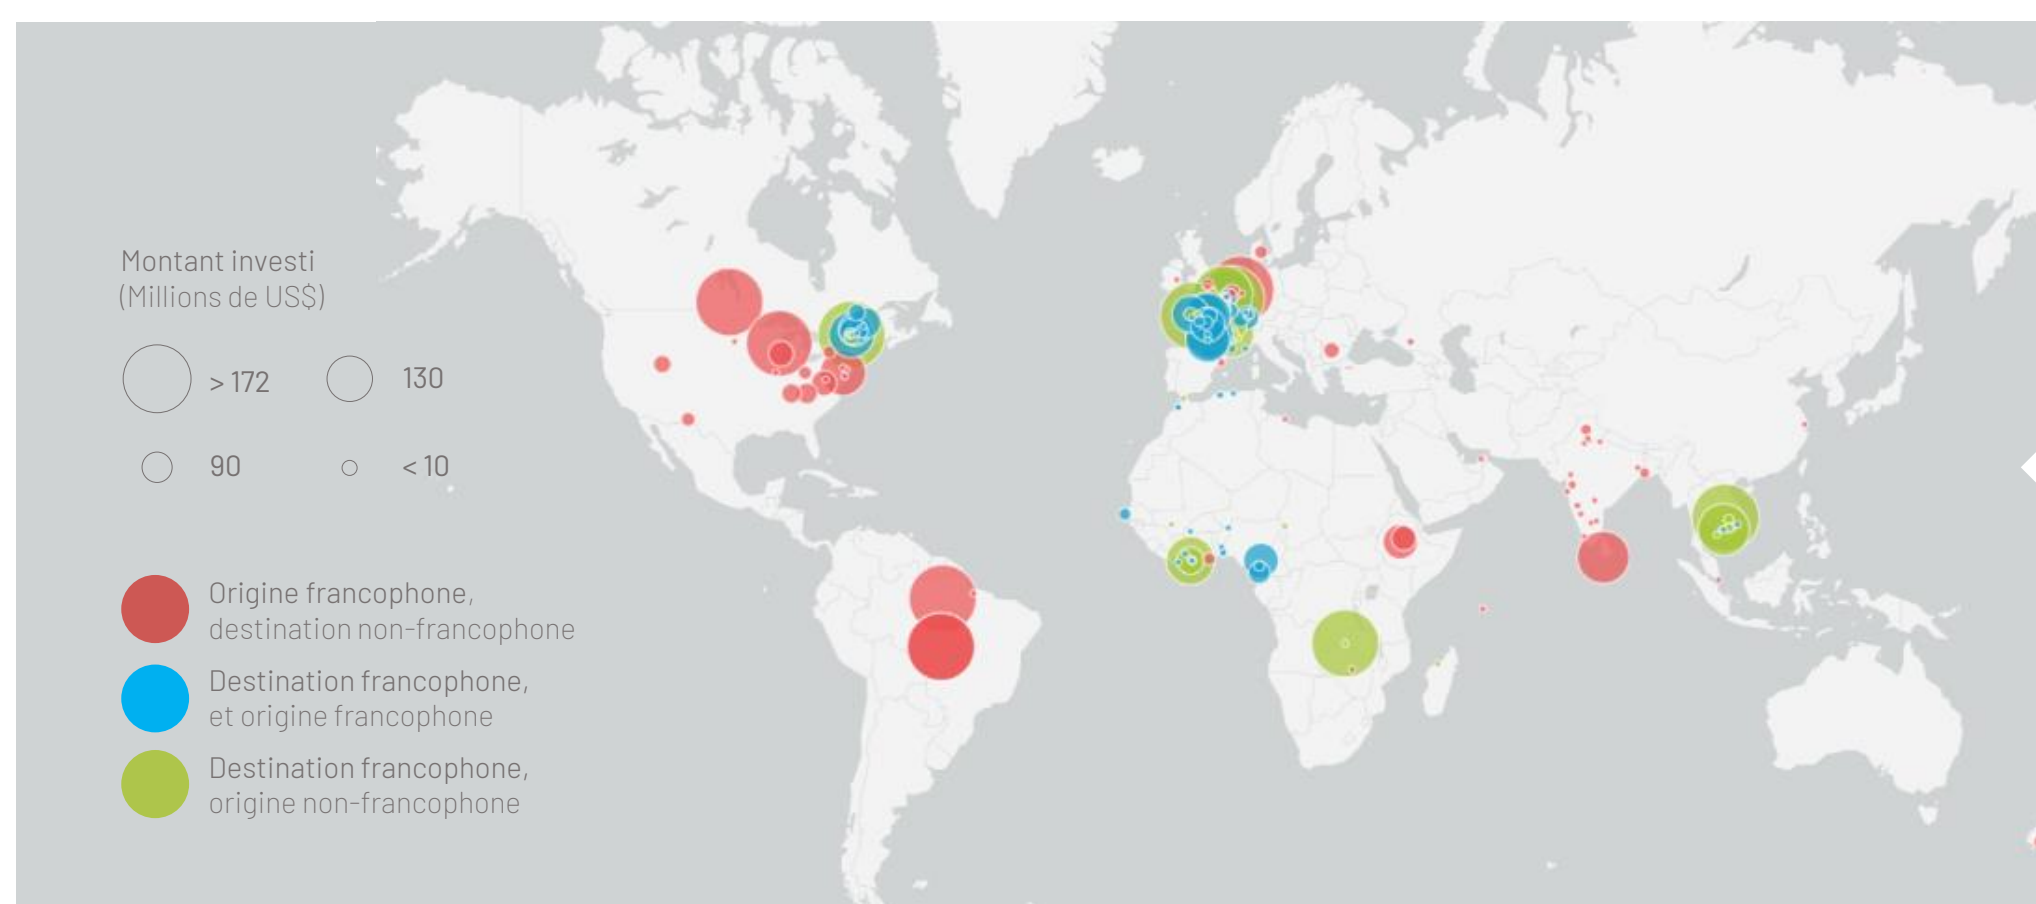 Montant investi
(Millions de US$)
> 172
130
90
< 10
Origine francophone,
destination non-francophone
Destination francophone,
et origine francophone
Destination francophone,
origine non-francophone